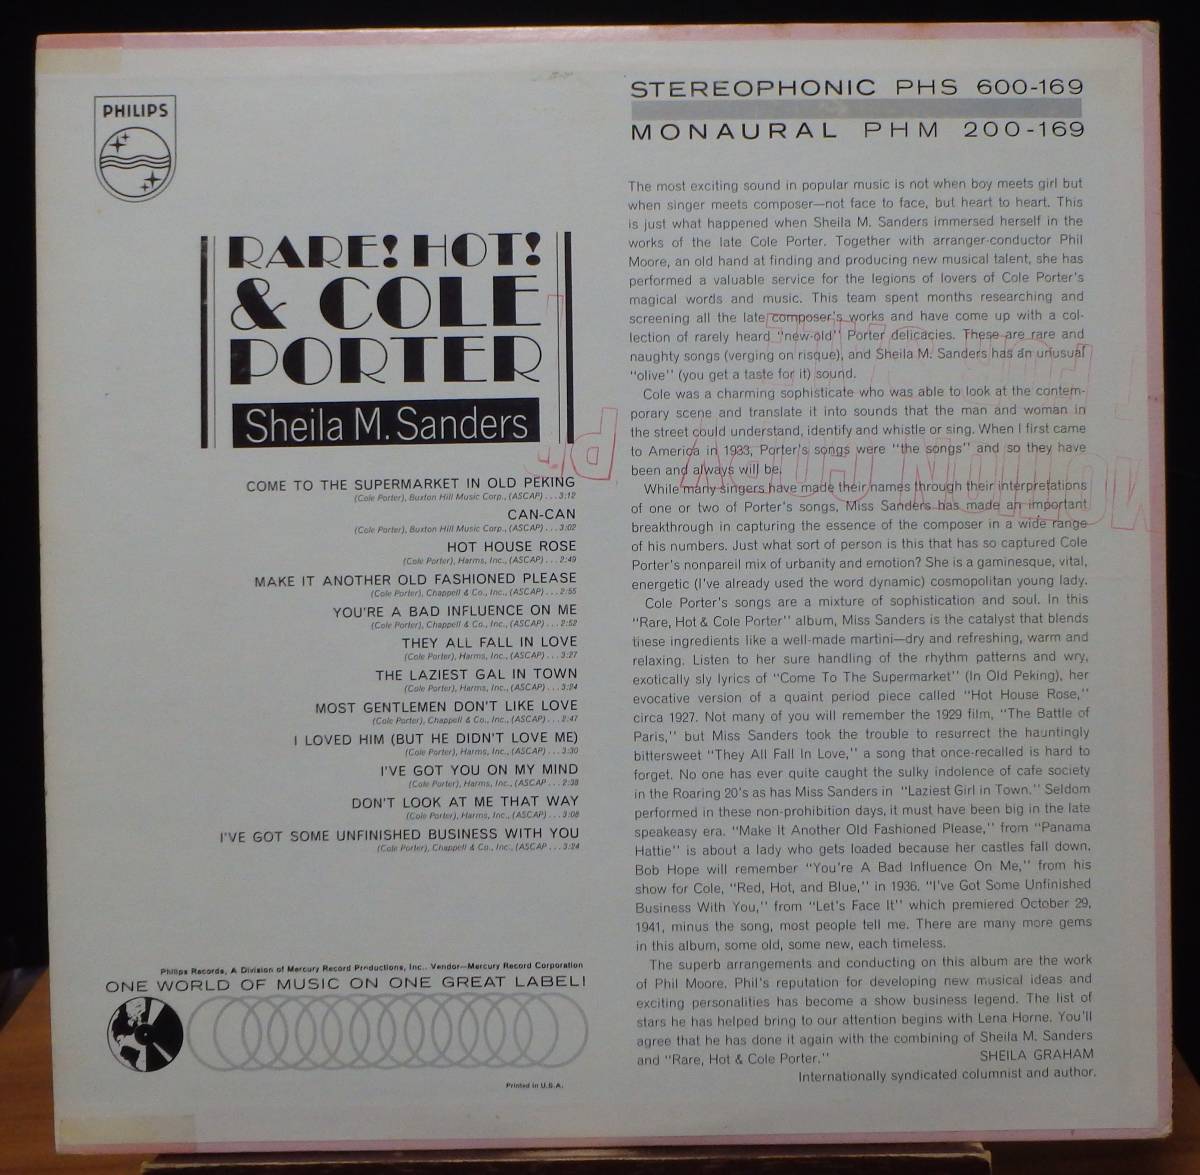 PHILIPS
STEREOPHONIC PHS 600-169
MONAURAL PHM 200-169
RARE! HOT!
& COLE
PORTER
Sheila M. Sanders
COME TO THE SUPERMARKET IN OLD PEKING
(Cole Porter), Buxton Hill Music Corp., (ASCAP)...3:12
CAN-CAN
(Cole Porter), Buxton Hill Music Corp., (ASCAP)...3:02
HOT HOUSE ROSE
(Cole Porter), Harms, Inc., (ASCAP)...2:49
MAKE IT ANOTHER OLD FASHIONED PLEASE
(Cole Porter), Chappell & Co., Inc., (ASCAP)...2:55
YOU'RE A BAD INFLUENCE ON ME
(Cole Porter), Chappell & Co., Inc., (ASCAP)...2:52
THEY ALL FALL IN LOVE
(Cole Porter), Harms, Inc., (ASCAP)...3:27
THE LAZIEST GAL IN TOWN
(Cole Porter), Harms, Inc., (ASCAP)...3:24
MOST GENTLEMEN DON'T LIKE LOVE
(Cole Porter), Chappell & Co., Inc., (ASCAP)...2:47
I LOVED HIM (BUT HE DIDN'T LOVE ME)
(Cole Porter), Harms, Inc., (ASCAP)...3:30
I'VE GOT YOU ON MY MIND
(Cole Porter), Harms, Inc., (ASCAP...2:38
DON'T LOOK AT ME THAT WAY
(Cole Porter), Harms, Inc., (ASCAP)...3:08
I'VE GOT SOME UNFINISHED BUSINESS WITH YOU
(Cole Porter), Chappell & Co., Inc., (ASCAP...3:24
Philips Records, A Division of Mercury Record Productions, Inc.. Vendor—Mercury Record Corporation
ONE WORLD OF MUSIC ON ONE GREAT LABEL!
Printed in U.S.A.
The most exciting sound in popular music is not when boy meets girl but
when singer meets composer—not face to face, but heart to heart. This
is just what happened when Sheila M. Sanders immersed herself in the
works of the late Cole Porter. Together with arranger-conductor Phil
Moore, an old hand at finding and producing new musical talent, she has
performed a valuable service for the legions of lovers of Cole Porter's
magical words and music. This team spent months researching and
screening all the late composer's works and have come up with a col-
lection of rarely heard "new-old" Porter delicacies. These are rare and
naughty songs (verging on risque), and Sheila M. Sanders has an unusual
"olive" (you get a taste for it) sound.
Cole was a charming sophisticate who was able to look at the contem-
porary scene and translate it into sounds that the man and woman in
the street could understand, identify and whistle or sing. When I first came
to America in 1933, Porter's songs were "the songs" and so they have
been and always will be.
While many singers have made their names through their interpretations
of one or two of Porter's songs, Miss Sanders has made an important
breakthrough in capturing the essence of the composer in a wide range
of his numbers. Just what sort of person is this that has so captured Cole
Porter's nonpareil mix of urbanity and emotion? She is a gaminesque, vital,
energetic (I've already used the word dynamic) cosmopolitan young lady.
Cole Porter's songs are a mixture of sophistication and soul. In this
"Rare, Hot & Cole Porter" album, Miss Sanders is the catalyst that blends
these ingredients like a well-made martini—dry and refreshing, warm and
relaxing. Listen to her sure handling of the rhythm patterns and wry,
exotically sly lyrics of "Come To The Supermarket" (In Old Peking), her
evocative version of a quaint period piece called "Hot House Rose,"
circa 1927. Not many of you will remember the 1929 film, "The Battle of
Paris," but Miss Sanders took the trouble to resurrect the hauntingly
bittersweet "They All Fall In Love," a song that once-recalled is hard to
forget. No one has ever quite caught the sulky indolence of cafe society
in the Roaring 20's as has Miss Sanders in "Laziest Girl in Town." Seldom
performed in these non-prohibition days, it must have been big in the late
speakeasy era. "Make It Another Old Fashioned Please," from "Panama
Hattie" is about a lady who gets loaded because her castles fall down.
Bob Hope will remember "You're A Bad Influence On Me," from his
show for Cole, "Red, Hot, and Blue," in 1936. "I've Got Some Unfinished
Business With You," from "Let's Face It" which premiered October 29,
1941, minus the song, most people tell me. There are many more gems
in this album, some old, some new, each timeless.
The superb arrangements and conducting on this album are the work
of Phil Moore. Phil's reputation for developing new musical ideas and
exciting personalities has become a show business legend. The list of
stars he has helped bring to our attention begins with Lena Horne. You'll
agree that he has done it again with the combining of Sheila M. Sanders
and "Rare, Hot & Cole Porter." SHEILA GRAHAM
Internationally syndicated columnist and author.